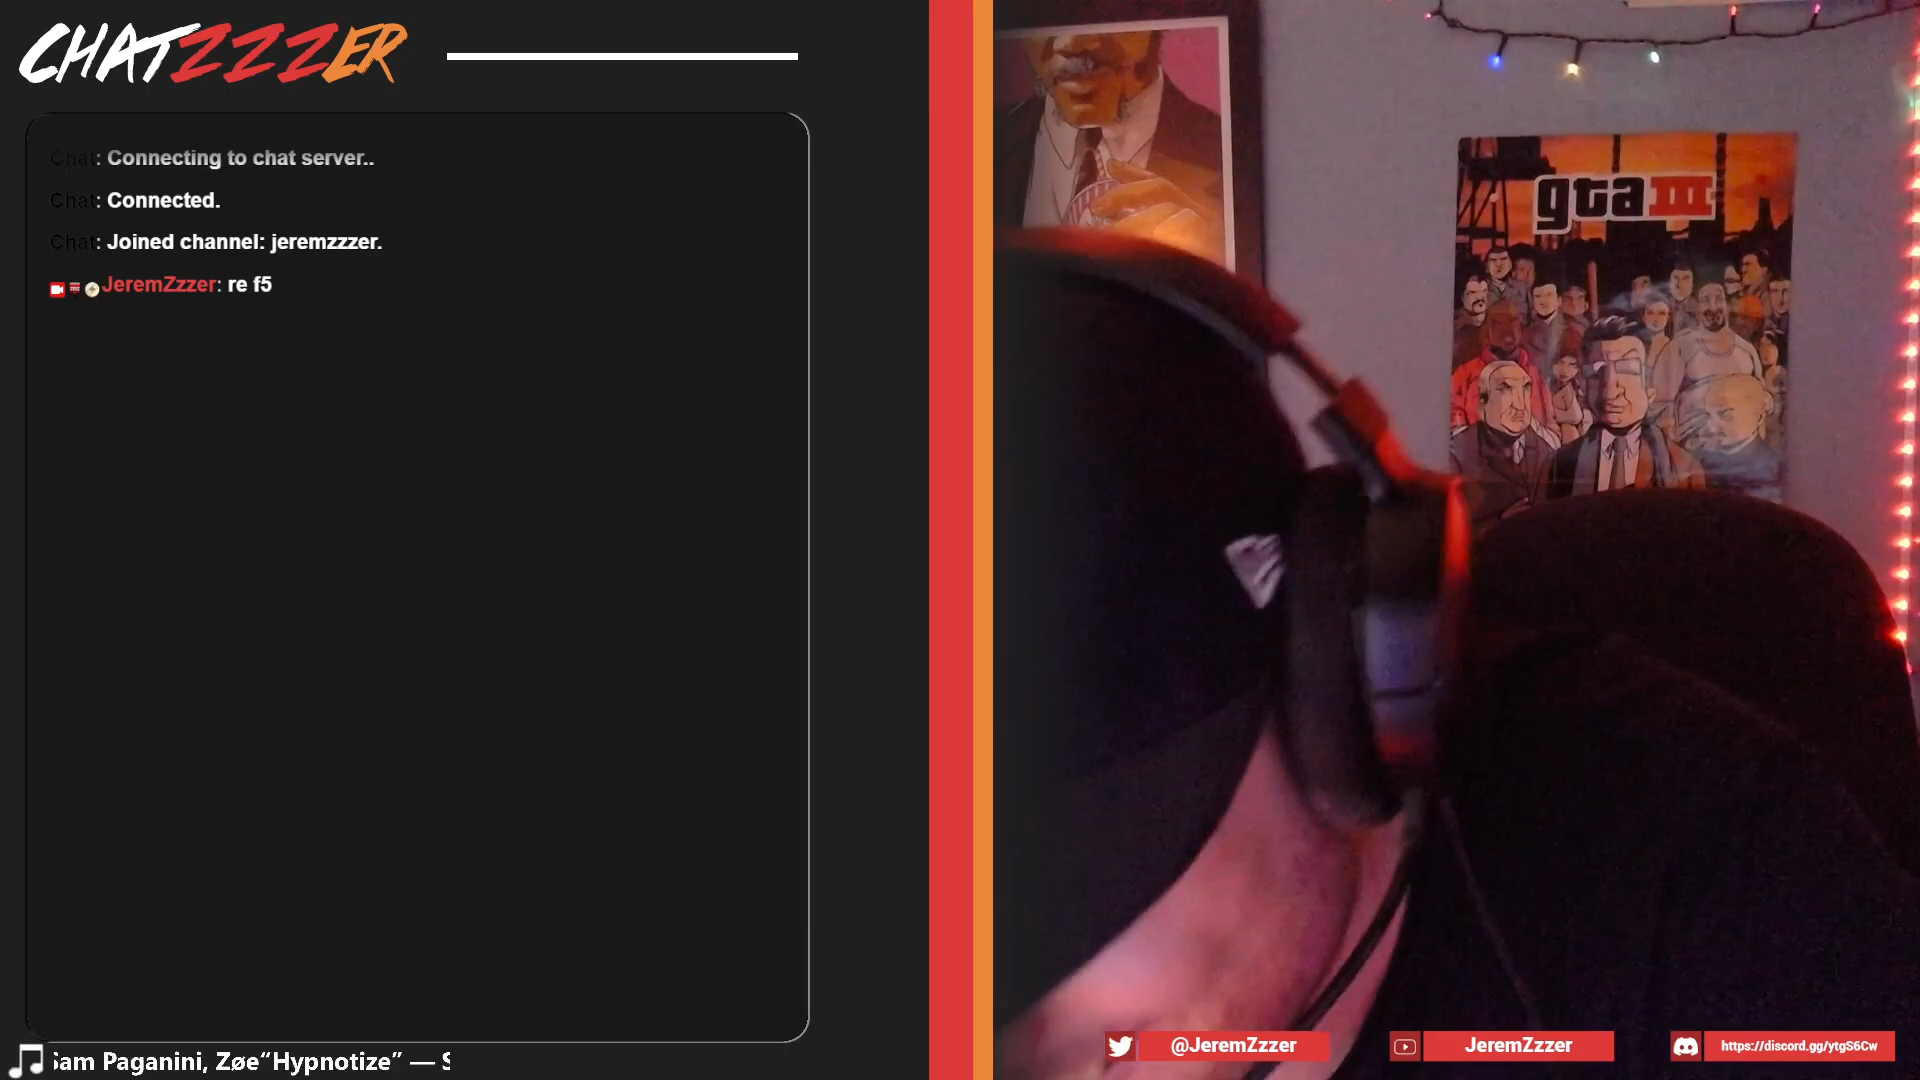 CHATZZZER
Chat: Connecting to chat server..
Chat: Connected.
Chat: Joined channel: jeremzzzer.
JeremZzzer: re f5
gta III
Sam Paganini, Zøe“Hypnotize” — S
@JeremZzzer
JeremZzzer
https://discord.gg/ytgS6Cw